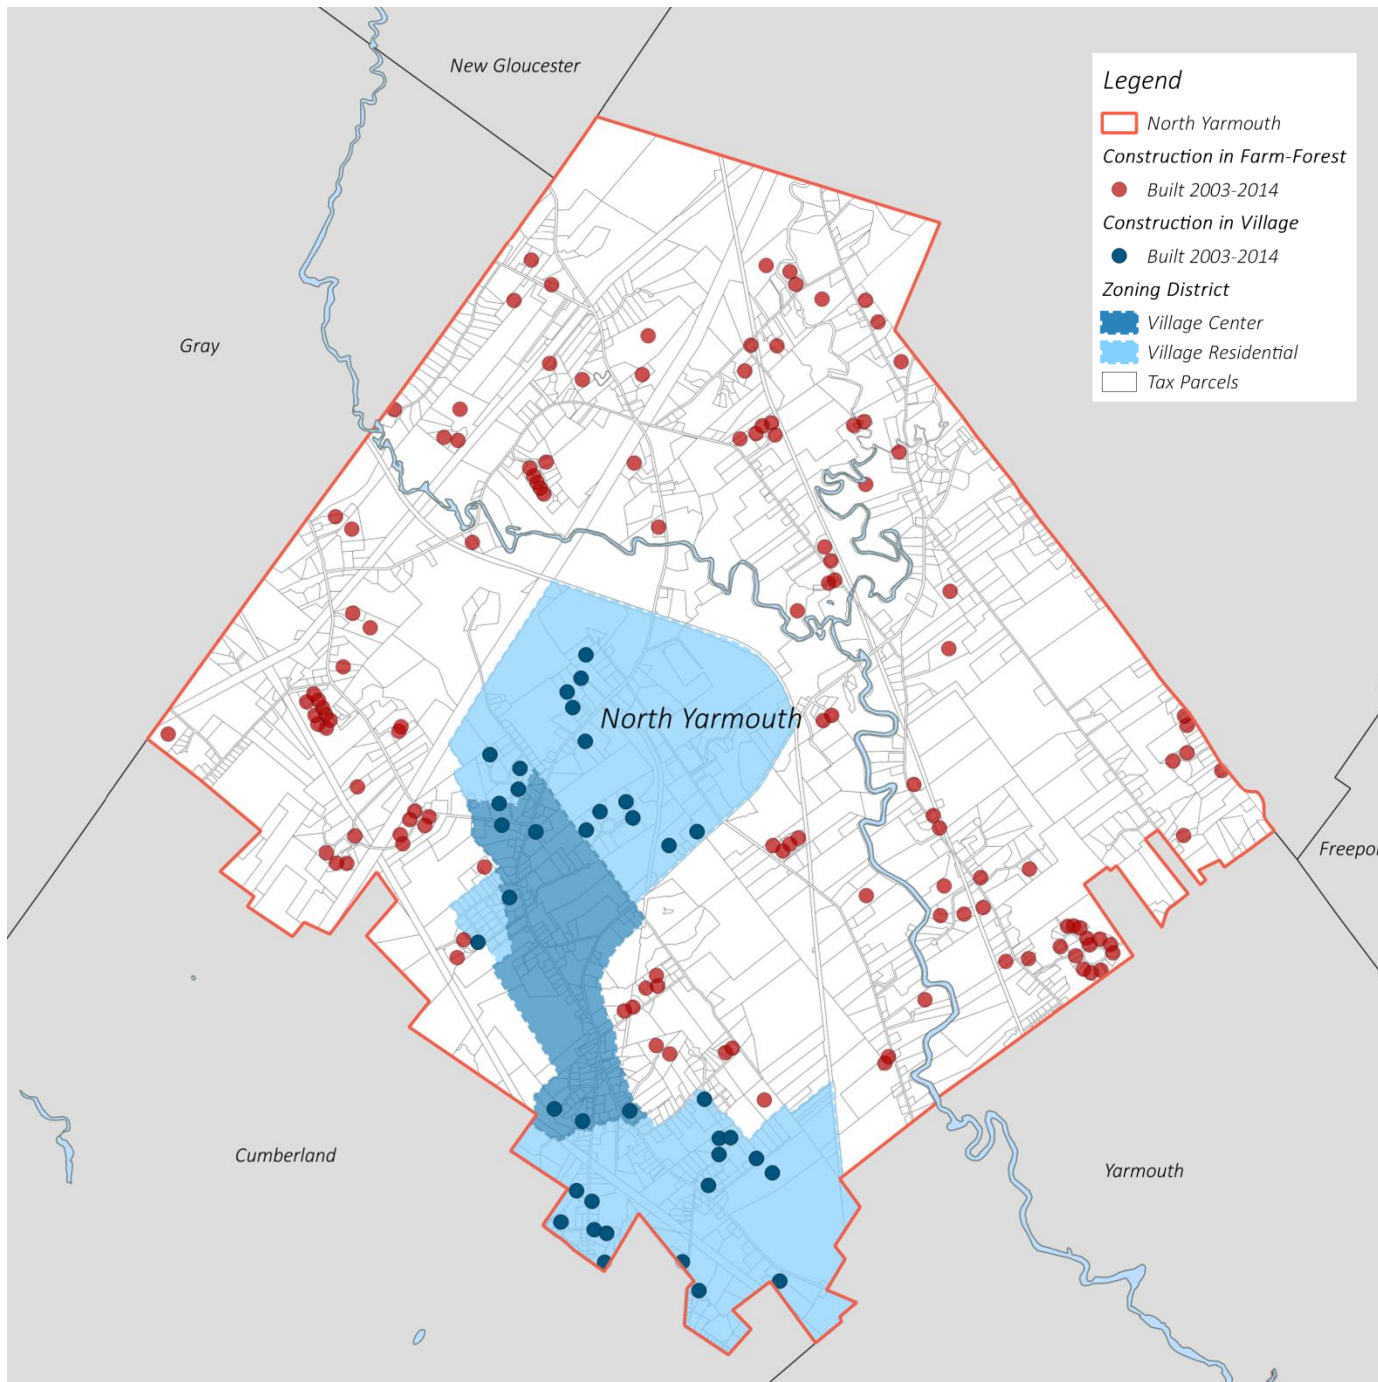 New Gloucester
Legend
North Yarmouth
Construction in Farm-Forest
Built 2003-2014
Construction in Village
Built 2003-2014
Zoning District
Village Center
Village Residential
Tax Parcels
Gray
North Yarmouth
Freepor
Cumberland
Yarmouth